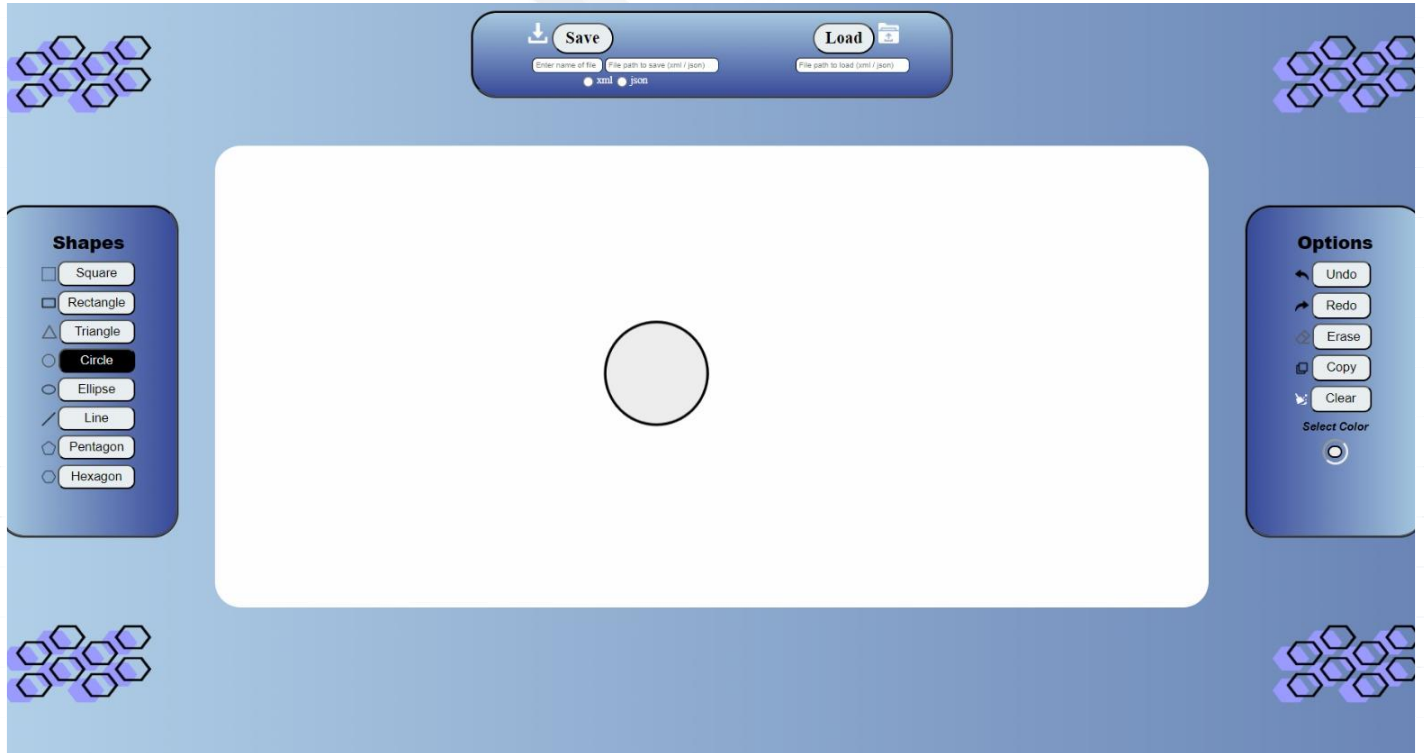 Save
Load
Enter name of file
File path to save (xml / json)
File path to load (xml / json)
xml
json
Shapes
Square
Rectangle
Triangle
Circle
Ellipse
Line
Pentagon
Hexagon
Options
Undo
Redo
Erase
Copy
Clear
Select Color